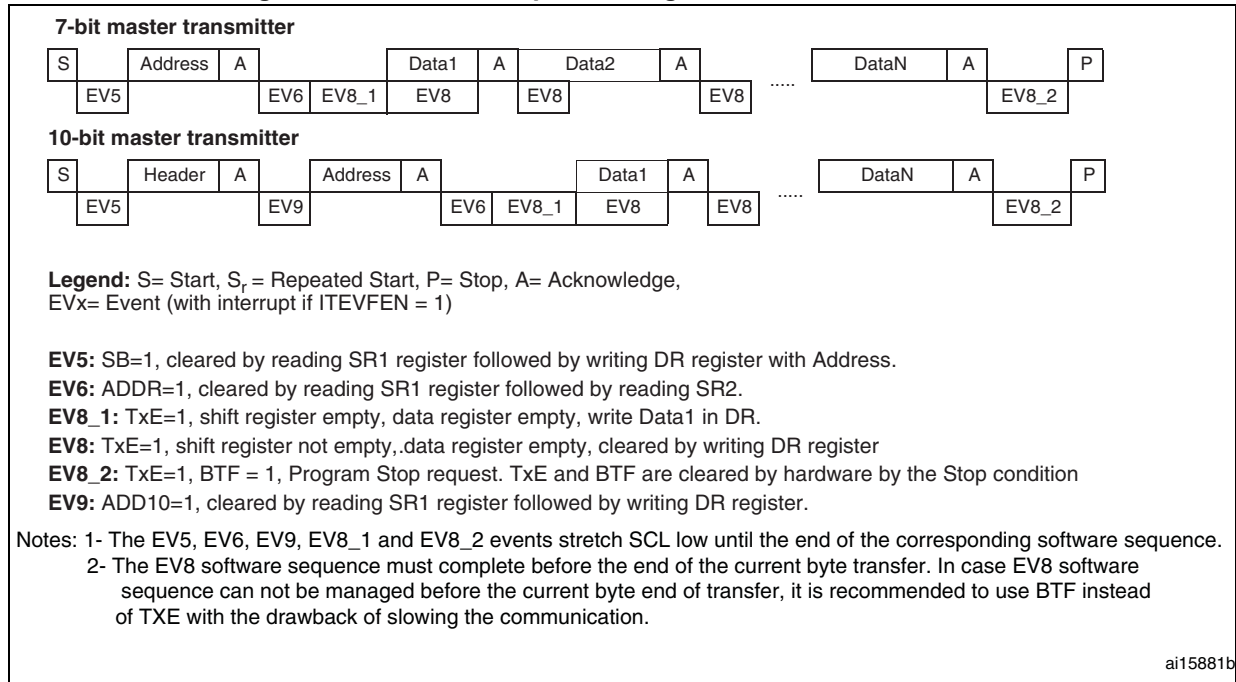 7-bit master transmitter
S Address A Data1 A Data2 A ..... DataN A P
EV5 EV6 EV8_1 EV8 EV8 EV8 EV8_2
10-bit master transmitter
S Header A Address A Data1 A ..... DataN A P
EV5 EV9 EV6 EV8_1 EV8 EV8 EV8_2
Legend: S= Start, Sr = Repeated Start, P= Stop, A= Acknowledge,
EVx= Event (with interrupt if ITEVFEN = 1)
EV5: SB=1, cleared by reading SR1 register followed by writing DR register with Address.
EV6: ADDR=1, cleared by reading SR1 register followed by reading SR2.
EV8_1: TxE=1, shift register empty, data register empty, write Data1 in DR.
EV8: TxE=1, shift register not empty,.data register empty, cleared by writing DR register
EV8_2: TxE=1, BTF = 1, Program Stop request. TxE and BTF are cleared by hardware by the Stop condition
EV9: ADD10=1, cleared by reading SR1 register followed by writing DR register.
Notes: 1- The EV5, EV6, EV9, EV8_1 and EV8_2 events stretch SCL low until the end of the corresponding software sequence.
2- The EV8 software sequence must complete before the end of the current byte transfer. In case EV8 software
sequence can not be managed before the current byte end of transfer, it is recommended to use BTF instead
of TXE with the drawback of slowing the communication.
ai15881b